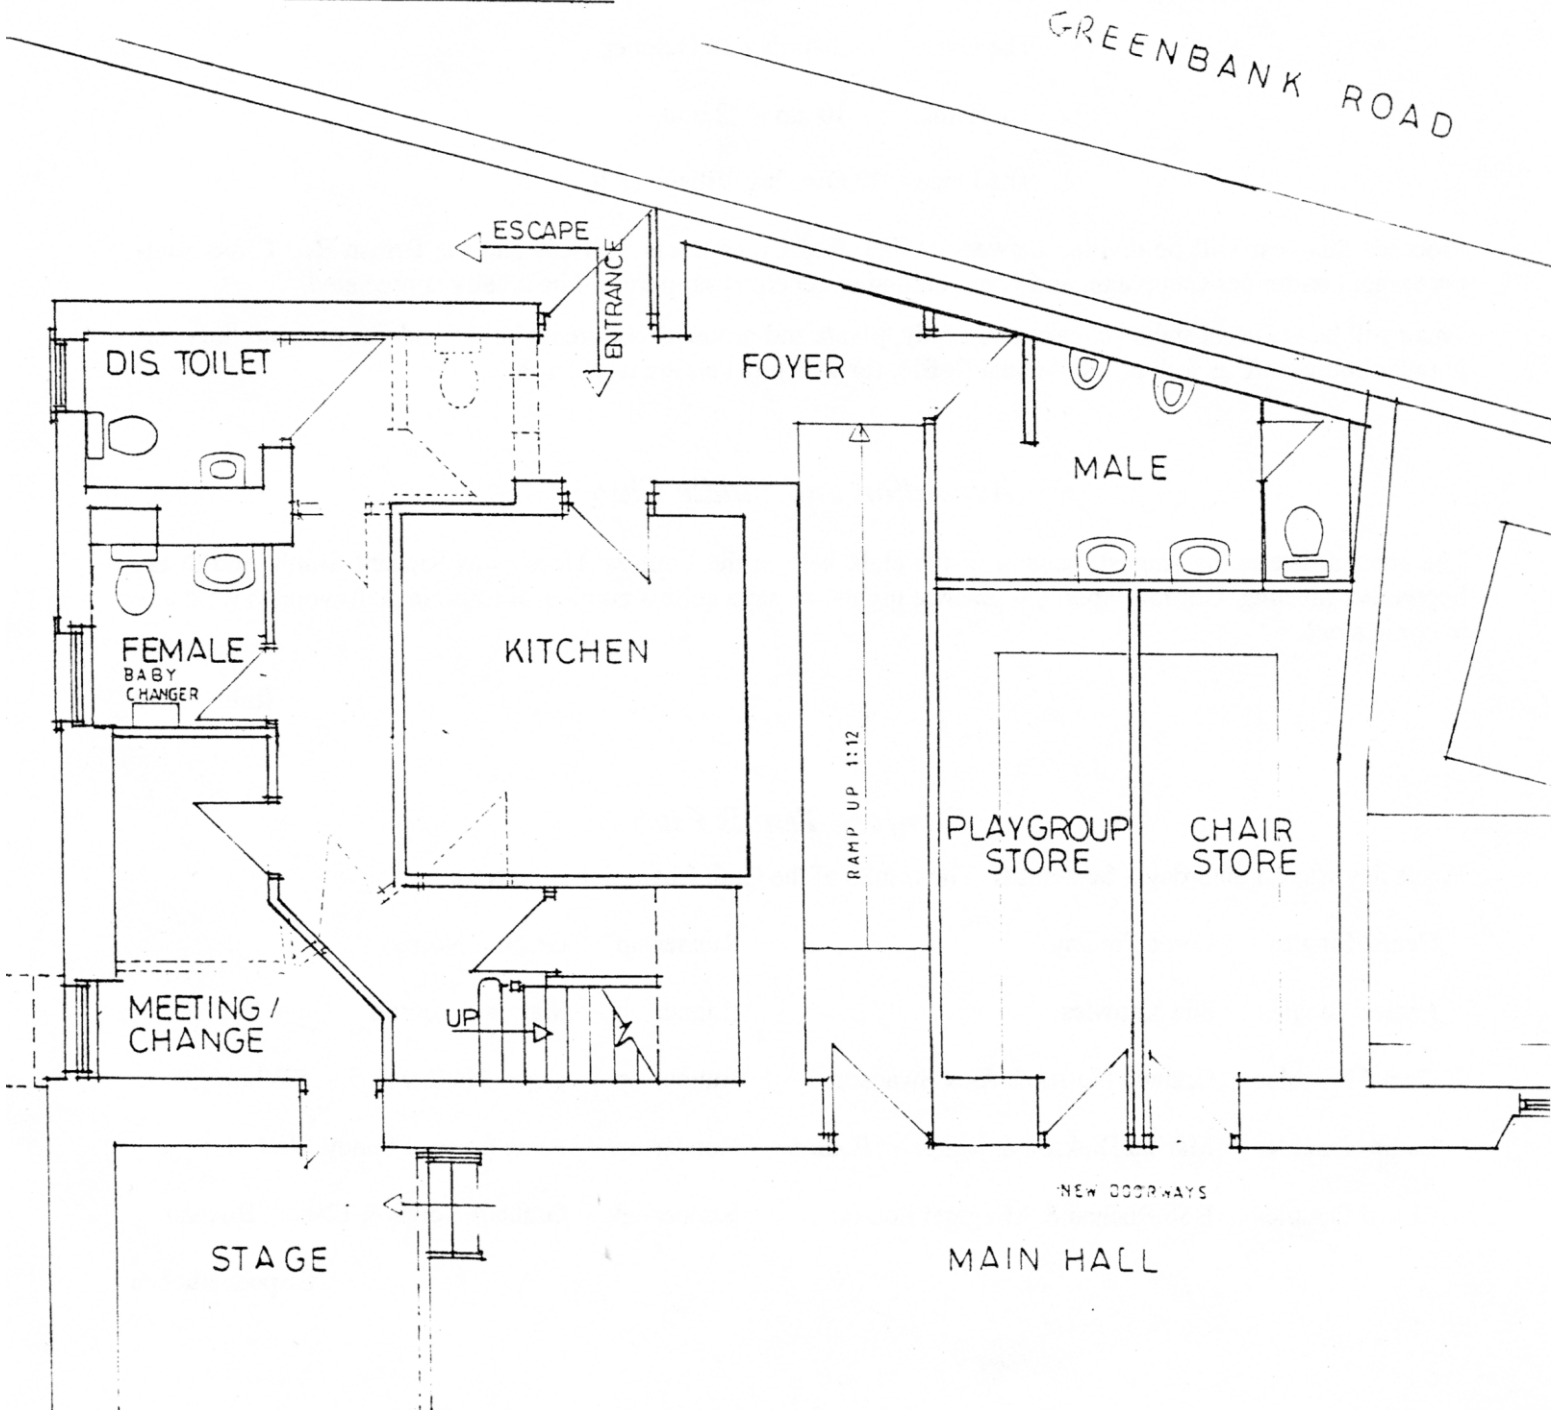 GREENBANK ROAD
ESCAPE
ENTRANCE
DIS. TOILET
FOYER
MALE
FEMALE
BABY
CHANGER
KITCHEN
RAMP UP 1:12
PLAYGROUP
STORE
CHAIR
STORE
MEETING /
CHANGE
UP
NEW DOORWAYS
STAGE
MAIN HALL